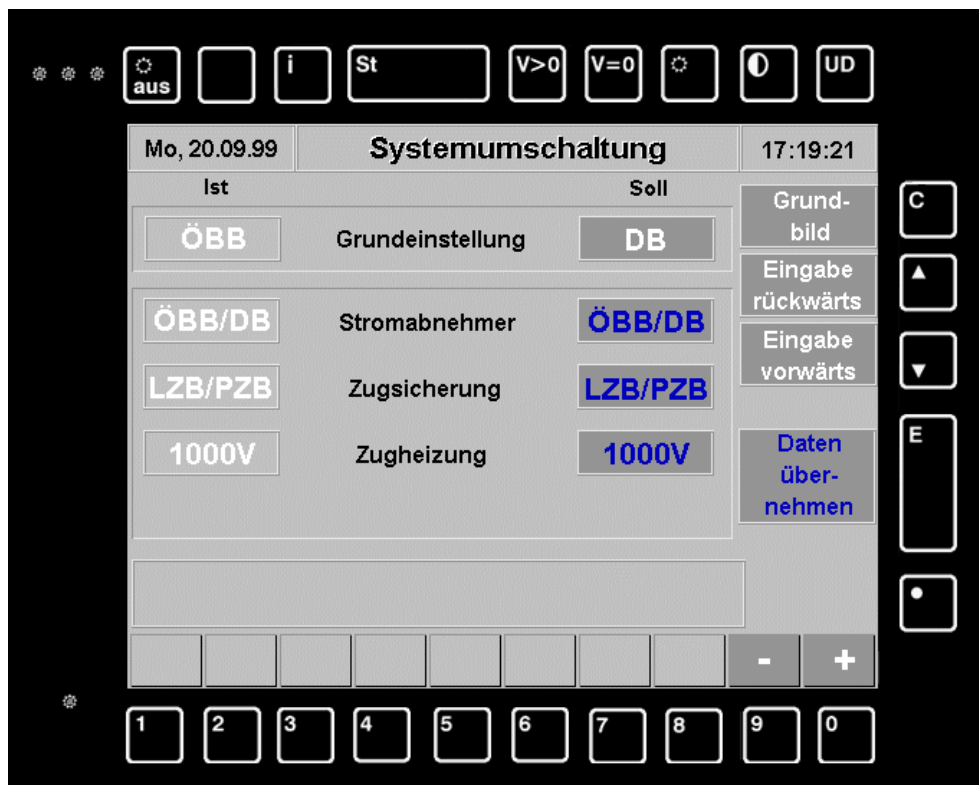 aus
i
St
V>0
V=0
UD
Mo, 20.09.99
Systemumschaltung
17:19:21
Ist
Soll
Grund-
bild
C
ÖBB
Grundeinstellung
DB
Eingabe
rückwärts
ÖBB/DB
Stromabnehmer
ÖBB/DB
Eingabe
vorwärts
LZB/PZB
Zugsicherung
LZB/PZB
1000V
Zugheizung
1000V
Daten
über-
nehmen
E
-
+
1
2
3
4
5
6
7
8
9
0